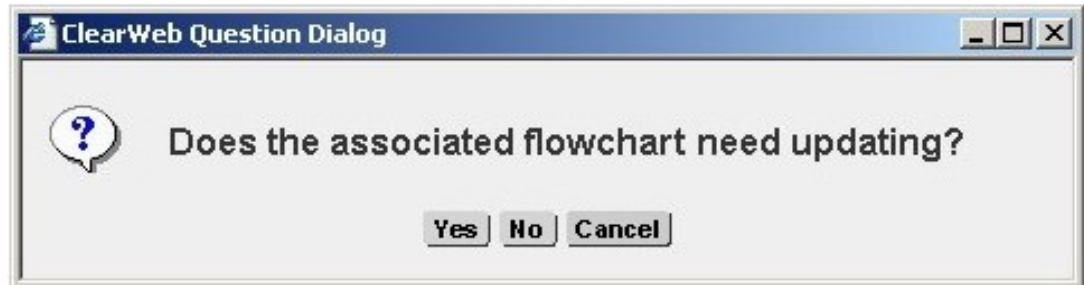 ClearWeb Question Dialog
Does the associated flowchart need updating?
Yes No Cancel